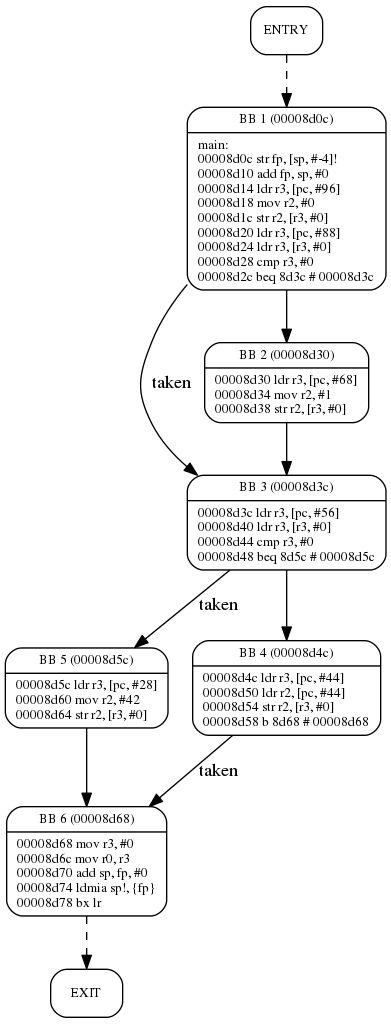 ENTRY
BB 1 (00008d0c)
main:
00008d0c str fp, [sp, #-4]!
00008d10 add fp, sp, #0
00008d14 ldr r3, [pc, #96]
00008d18 mov r2, #0
00008d1c str r2, [r3, #0]
00008d20 ldr r3, [pc, #88]
00008d24 ldr r3, [r3, #0]
00008d28 cmp r3, #0
00008d2c beq 8d3c # 00008d3c
taken
BB 2 (00008d30)
00008d30 ldr r3, [pc, #68]
00008d34 mov r2, #1
00008d38 str r2, [r3, #0]
BB 3 (00008d3c)
00008d3c ldr r3, [pc, #56]
00008d40 ldr r3, [r3, #0]
00008d44 cmp r3, #0
00008d48 beq 8d5c # 00008d5c
taken
BB 5 (00008d5c)
00008d5c ldr r3, [pc, #28]
00008d60 mov r2, #42
00008d64 str r2, [r3, #0]
BB 4 (00008d4c)
00008d4c ldr r3, [pc, #44]
00008d50 ldr r2, [pc, #44]
00008d54 str r2, [r3, #0]
00008d58 b 8d68 # 00008d68
taken
BB 6 (00008d68)
00008d68 mov r3, #0
00008d6c mov r0, r3
00008d70 add sp, fp, #0
00008d74 ldmia sp!, {fp}
00008d78 bx lr
EXIT